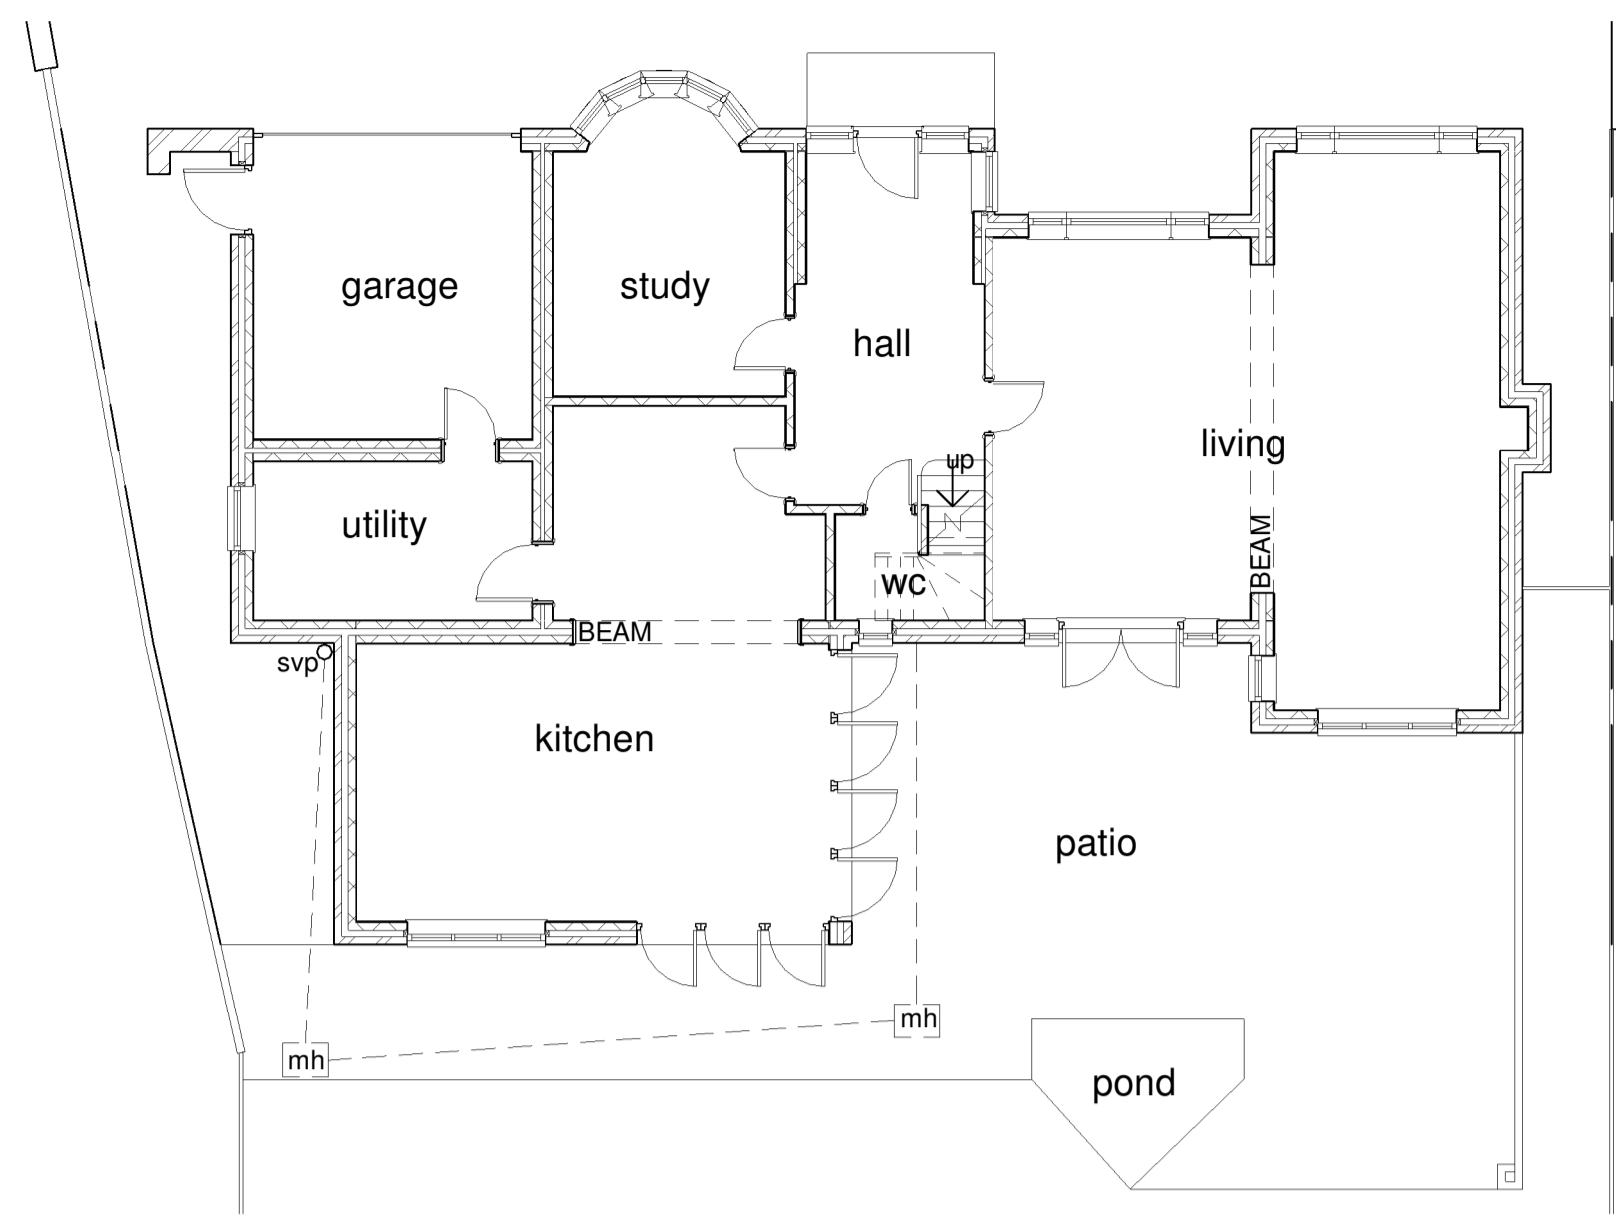 garage
study
hall
living
up
utility
BEAM
WC
BEAM
svp
kitchen
patio
mh
mh
pond